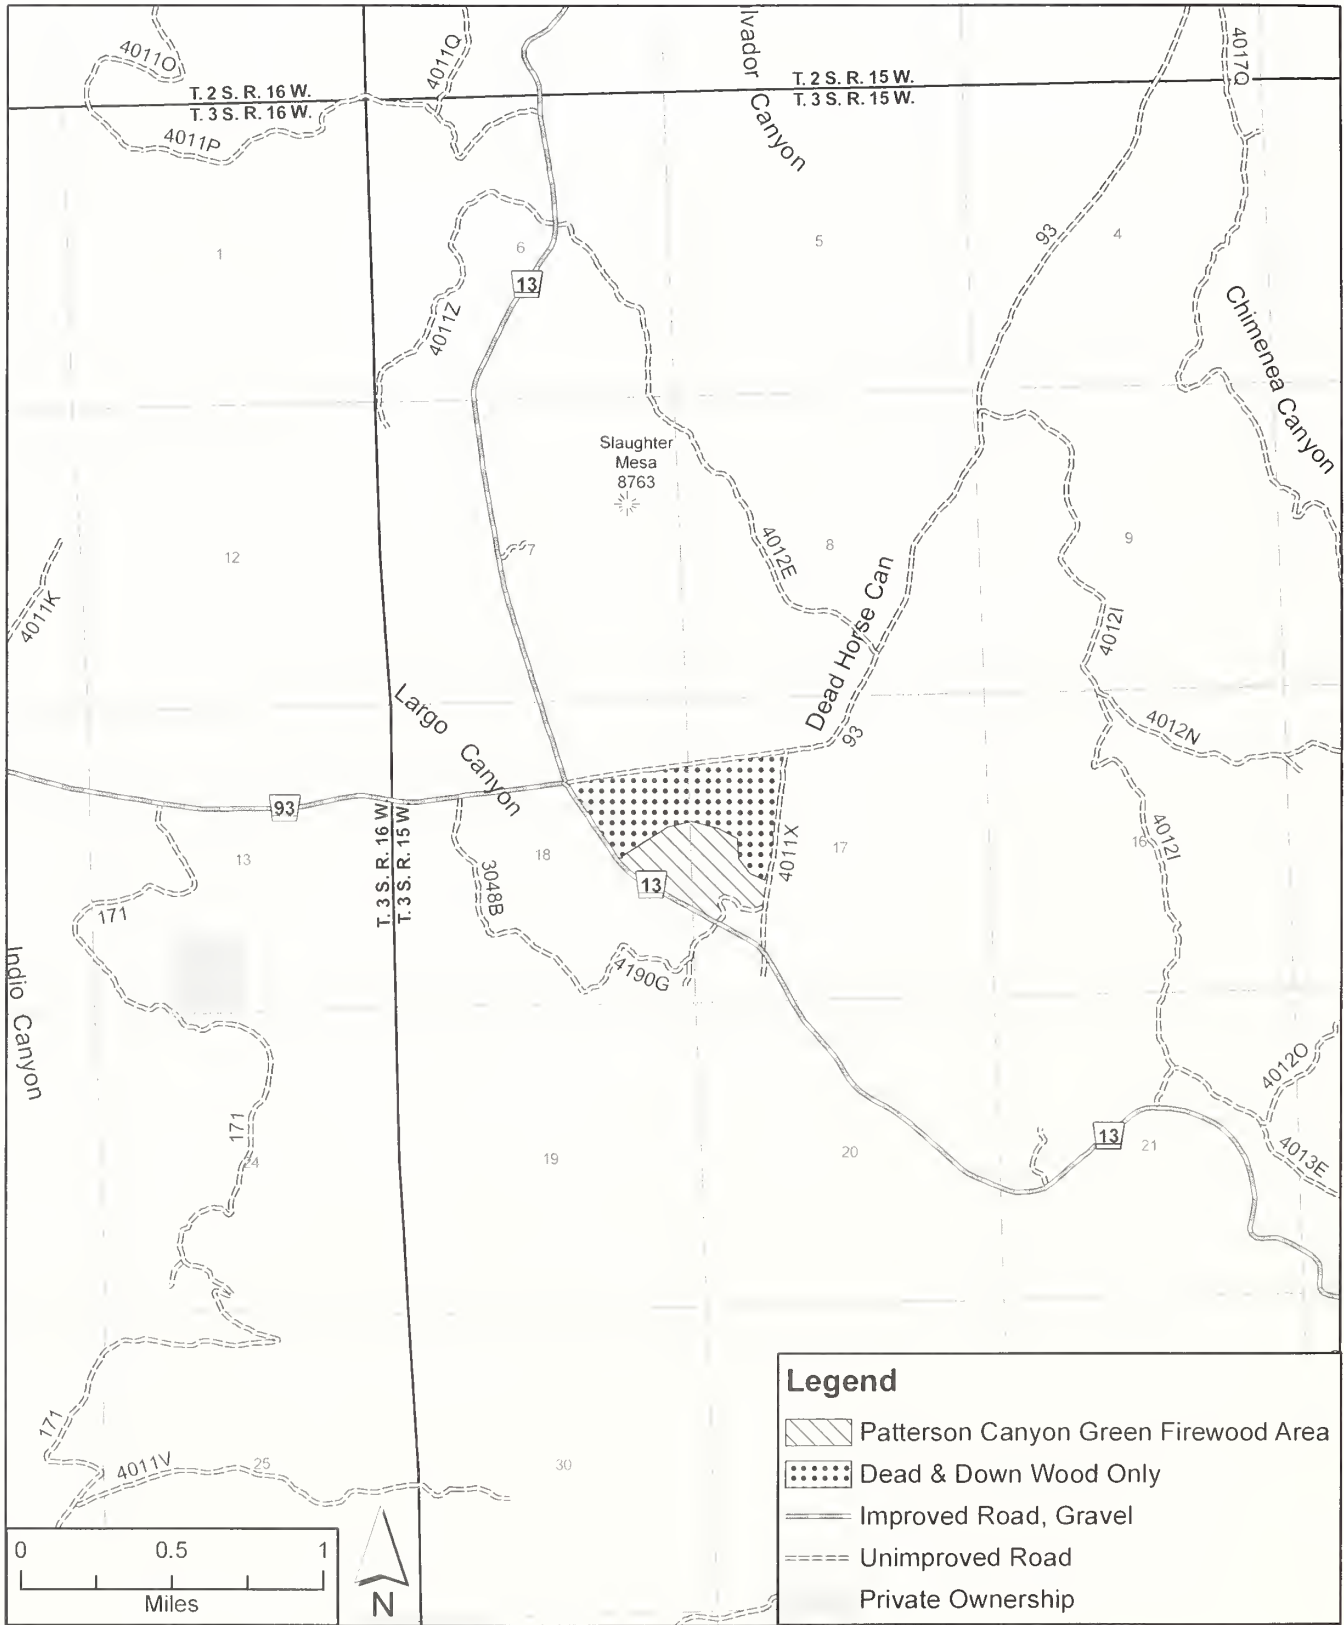 4011O
4011Q
lvador Canyon
4017Q
T. 2 S. R. 16 W.
T. 3 S. R. 16 W.
T. 2 S. R. 15 W.
T. 3 S. R. 15 W.
4011P
1
6
5
93
4
13
4011Z
Chimenea Canyon
Slaughter
Mesa
8763
12
7
4012E
8
9
4011K
Dead Horse Can
4012I
Largo Canyon
93
4012N
93
13
T. 3 S. R. 16 W.
T. 3 S. R. 15 W.
18
3048B
13
4011X
17
4012I
16
171
4190G
Indio Canyon
4012O
171
24
19
20
13
21
4013E
171
4011V
25
30
Legend
Patterson Canyon Green Firewood Area
Dead & Down Wood Only
Improved Road, Gravel
Unimproved Road
Private Ownership
0 0.5 1
Miles
N